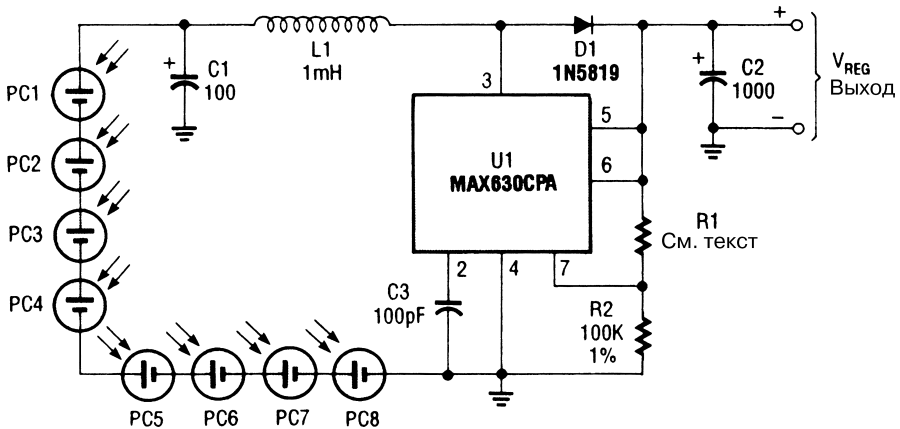 L1
1mH
C1
100
+
D1
1N5819
+
C2
1000
+
−
VREG
Выход
PC1
PC2
PC3
PC4
PC5
PC6
PC7
PC8
3
5
6
U1
MAX630CPA
2
4
7
C3
100pF
R1
См. текст
R2
100K
1%